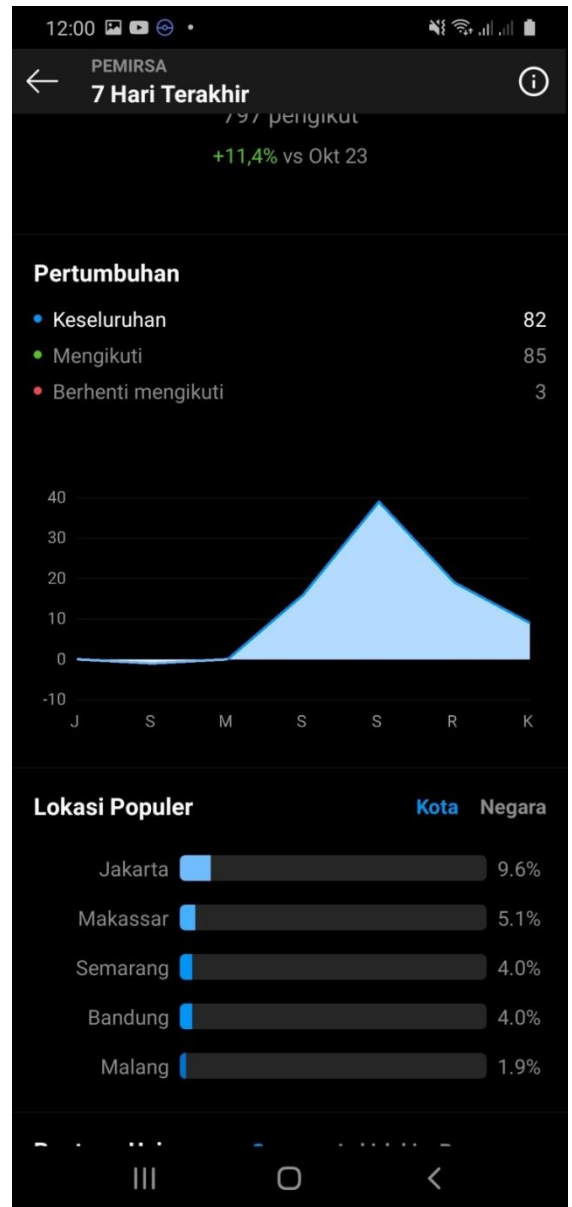 12:00
PEMIRSA
7 Hari Terakhir
797 pengikut
+11,4% vs Okt 23
Pertumbuhan
Keseluruhan 82
Mengikuti 85
Berhenti mengikuti 3
40
30
20
10
0
-10
J S M S S R K
Lokasi Populer Kota Negara
Jakarta 9.6%
Makassar 5.1%
Semarang 4.0%
Bandung 4.0%
Malang 1.9%